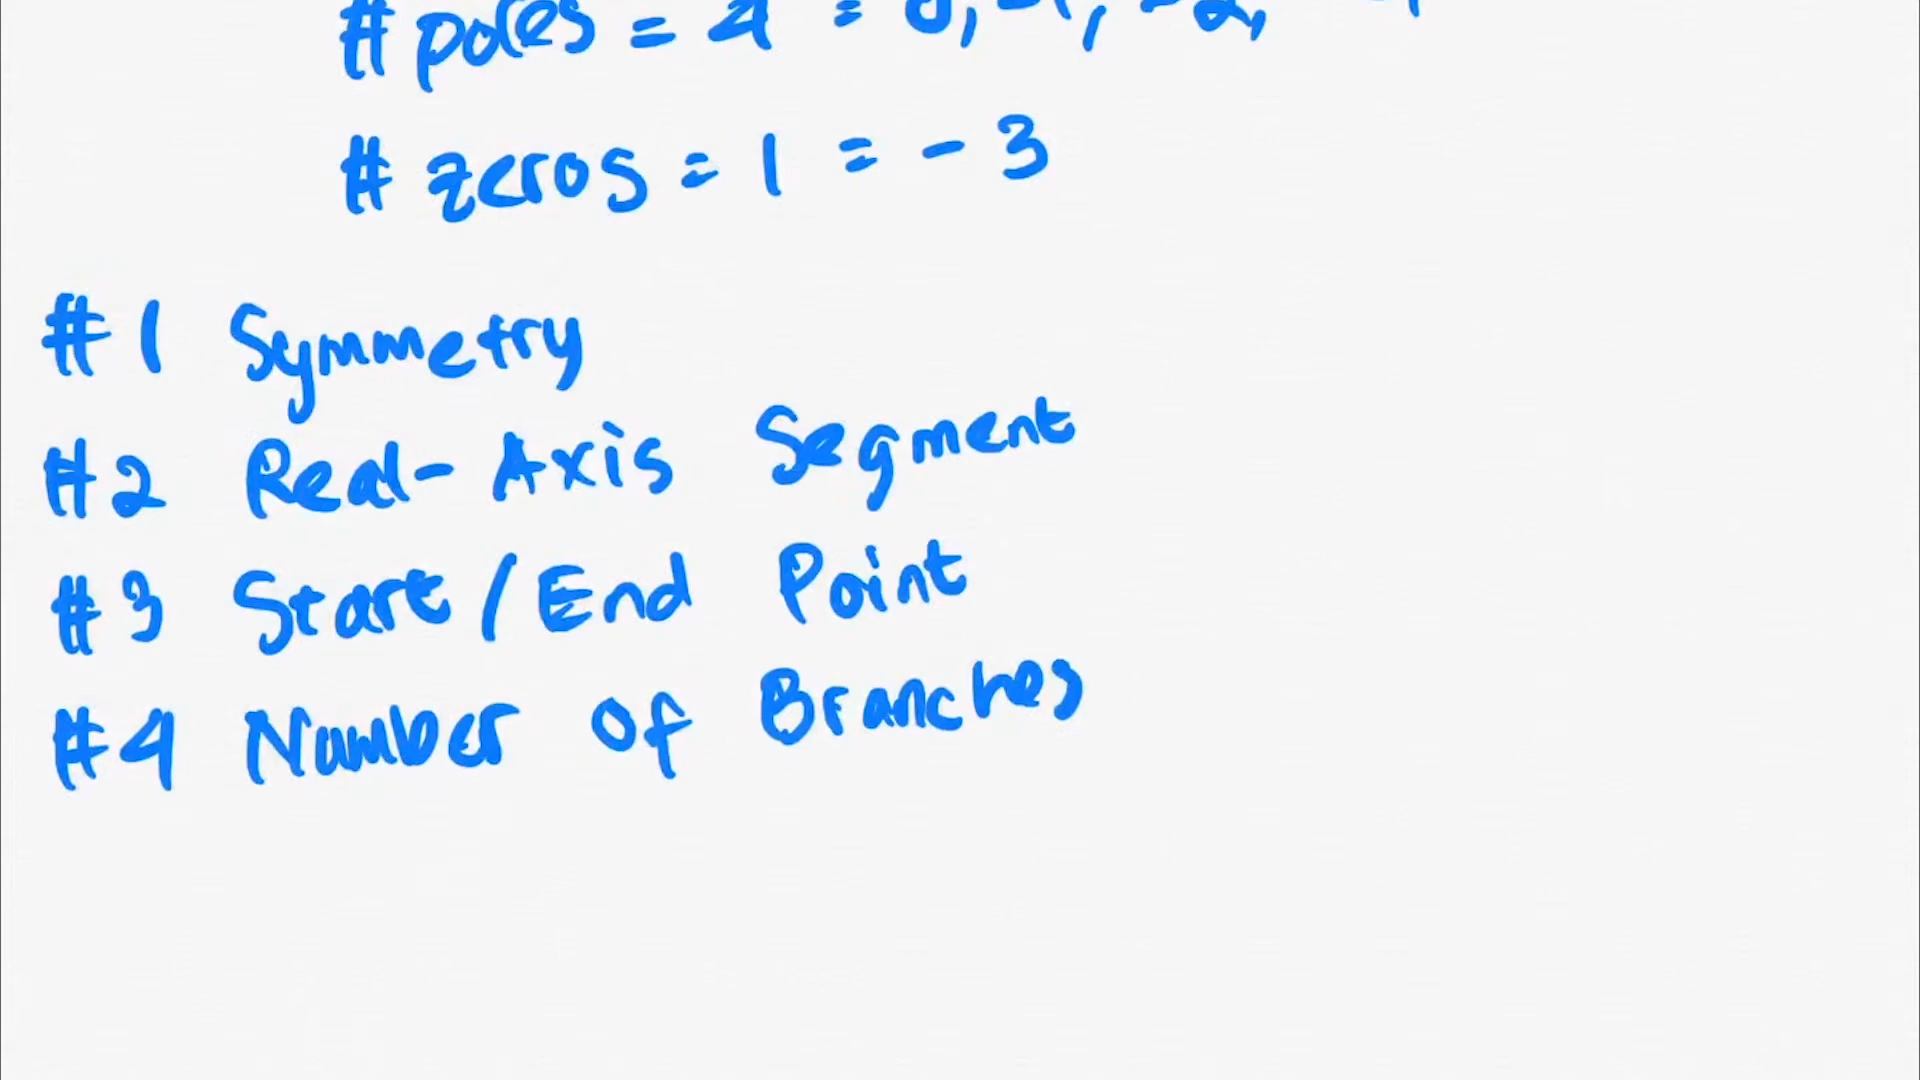 #poles = 4 = 0, -1, -2, -4
# zeros = 1 = -3
#1 Symmetry
#2 Real-Axis Segment
#3 Start/End Point
#4 Number of Branches